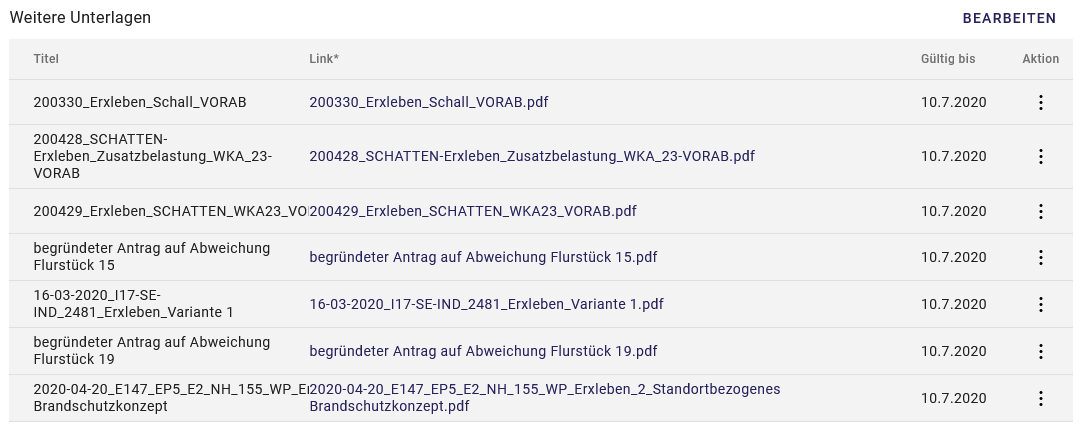 Weitere Unterlagen BEARBEITEN
Titel Link* Gültig bis Aktion
200330_Erxleben_Schall_VORAB 200330_Erxleben_Schall_VORAB.pdf 10.7.2020
200428_SCHATTEN-
Erxleben_Zusatzbelastung_WKA_23- 200428_SCHATTEN-Erxleben_Zusatzbelastung_WKA_23-VORAB.pdf 10.7.2020
VORAB
200429_Erxleben_SCHATTEN_WKA23_VO 200429_Erxleben_SCHATTEN_WKA23_VORAB.pdf 10.7.2020
begründeter Antrag auf Abweichung
Flurstück 15 begründeter Antrag auf Abweichung Flurstück 15.pdf 10.7.2020
16-03-2020_I17-SE-
IND_2481_Erxleben_Variante 1 16-03-2020_I17-SE-IND_2481_Erxleben_Variante 1.pdf 10.7.2020
begründeter Antrag auf Abweichung
Flurstück 19 begründeter Antrag auf Abweichung Flurstück 19.pdf 10.7.2020
2020-04-20_E147_EP5_E2_NH_155_WP_Er 2020-04-20_E147_EP5_E2_NH_155_WP_Erxleben_2_Standortbezogenes
Brandschutzkonzept Brandschutzkonzept.pdf 10.7.2020